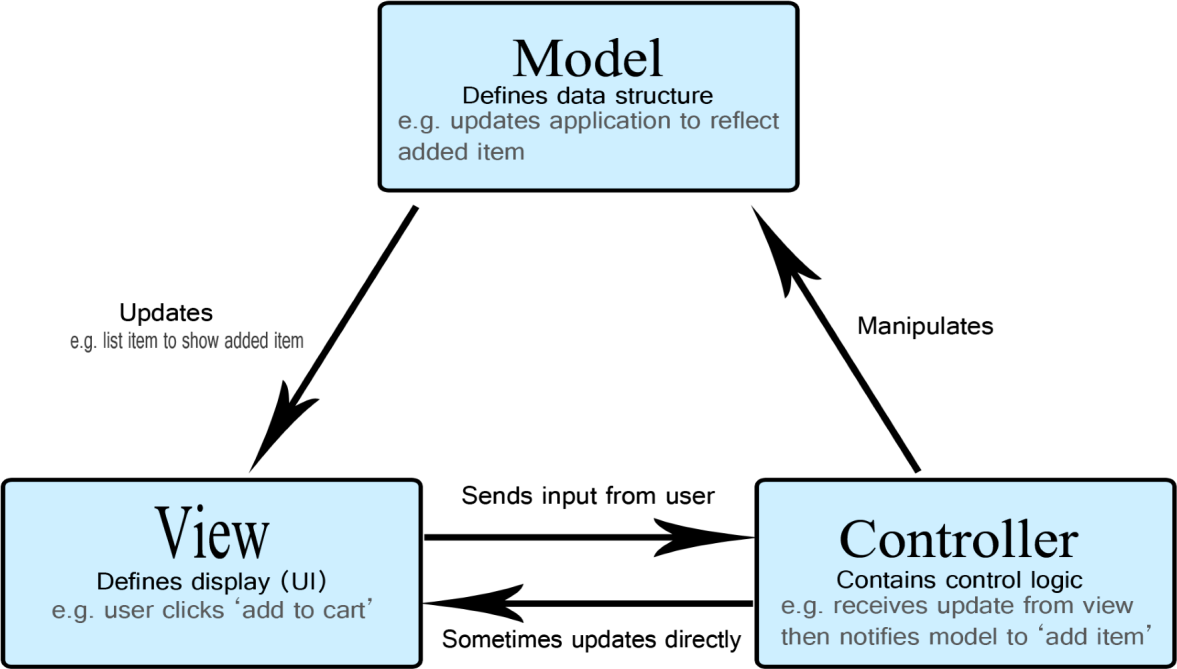 Model
Defines data structure
e.g. updates application to reflect
added item
Updates
e.g. list item to show added item
Manipulates
View
Defines display (UI)
e.g. user clicks ‘add to cart’
Sends input from user
Sometimes updates directly
Controller
Contains control logic
e.g. receives update from view
then notifies model to ‘add item’